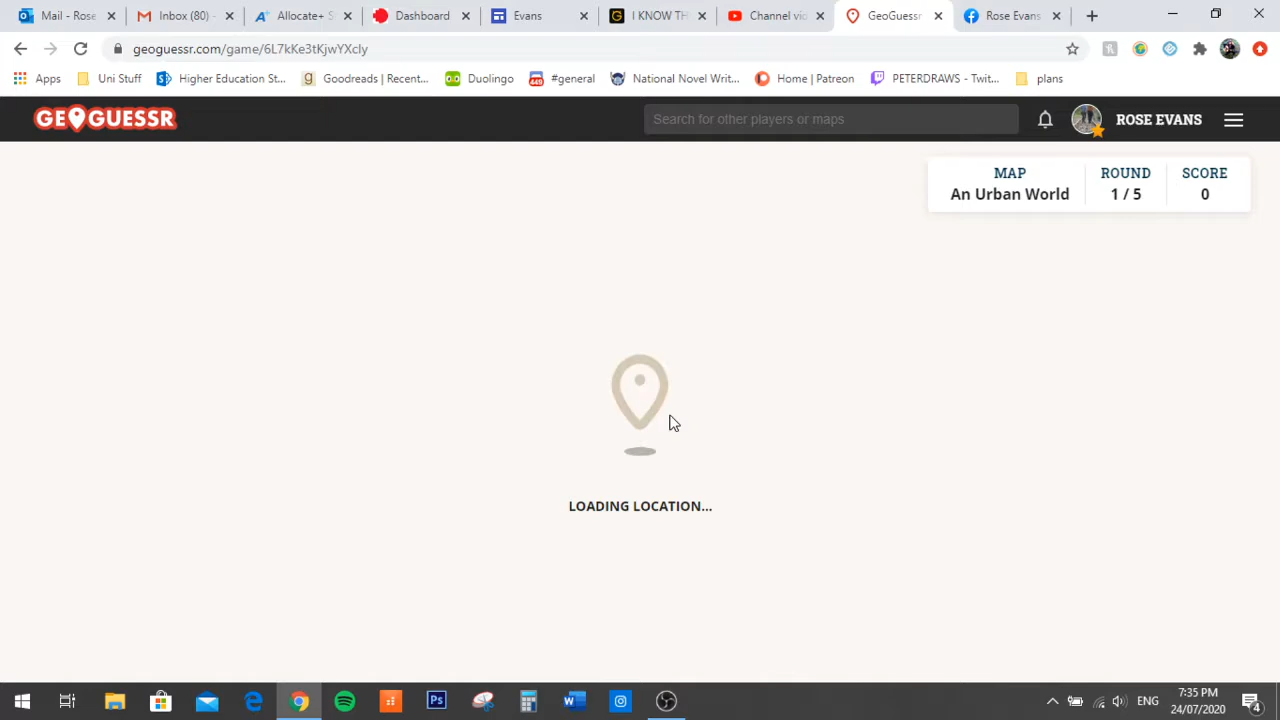 Mail - Rose
Inbox (80) -
Allocate+ S
Dashboard
Evans
I KNOW TH
Channel vid
GeoGuessr
Rose Evans
geoguessr.com/game/6L7kKe3tKjwYXcly
Apps
Uni Stuff
Higher Education St...
Goodreads | Recent...
Duolingo
#general
National Novel Writ...
Home | Patreon
PETERDRAWS - Twit...
plans
GEOGUESSR
Search for other players or maps
ROSE EVANS
MAP ROUND SCORE
An Urban World 1 / 5 0
LOADING LOCATION...
ENG
7:35 PM
24/07/2020
4